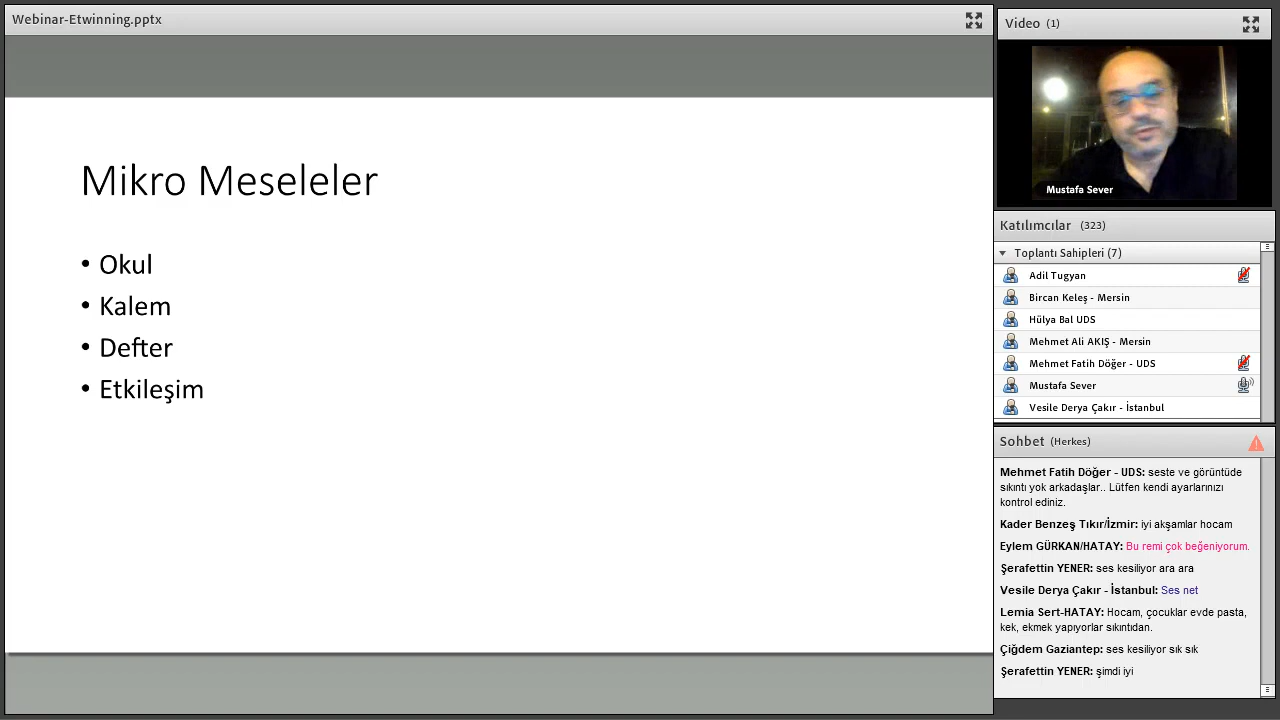 Webinar-Etwinning.pptx
Mikro Meseleler
• Okul
• Kalem
• Defter
• Etkileşim
Video (1)
Mustafa Sever
Katılımcılar (323)
Toplantı Sahipleri (7)
Adil Tugyan
Bircan Keleş - Mersin
Hülya Bal UDS
Mehmet Ali AKIŞ - Mersin
Mehmet Fatih Döğer - UDS
Mustafa Sever
Vesile Derya Çakır - İstanbul
Sohbet (Herkes)
Mehmet Fatih Döğer - UDS: seste ve görüntüde
sıkıntı yok arkadaşlar.. Lütfen kendi ayarlarınızı
kontrol ediniz.
Kader Benzeş Tıkır/İzmir: iyi akşamlar hocam
Eylem GÜRKAN/HATAY: Bu remi çok beğeniyorum.
Şerafettin YENER: ses kesiliyor ara ara
Vesile Derya Çakır - İstanbul: Ses net
Lemia Sert-HATAY: Hocam, çocuklar evde pasta,
kek, ekmek yapıyorlar sıkıntıdan.
Çiğdem Gaziantep: ses kesiliyor sık sık
Şerafettin YENER: şimdi iyi